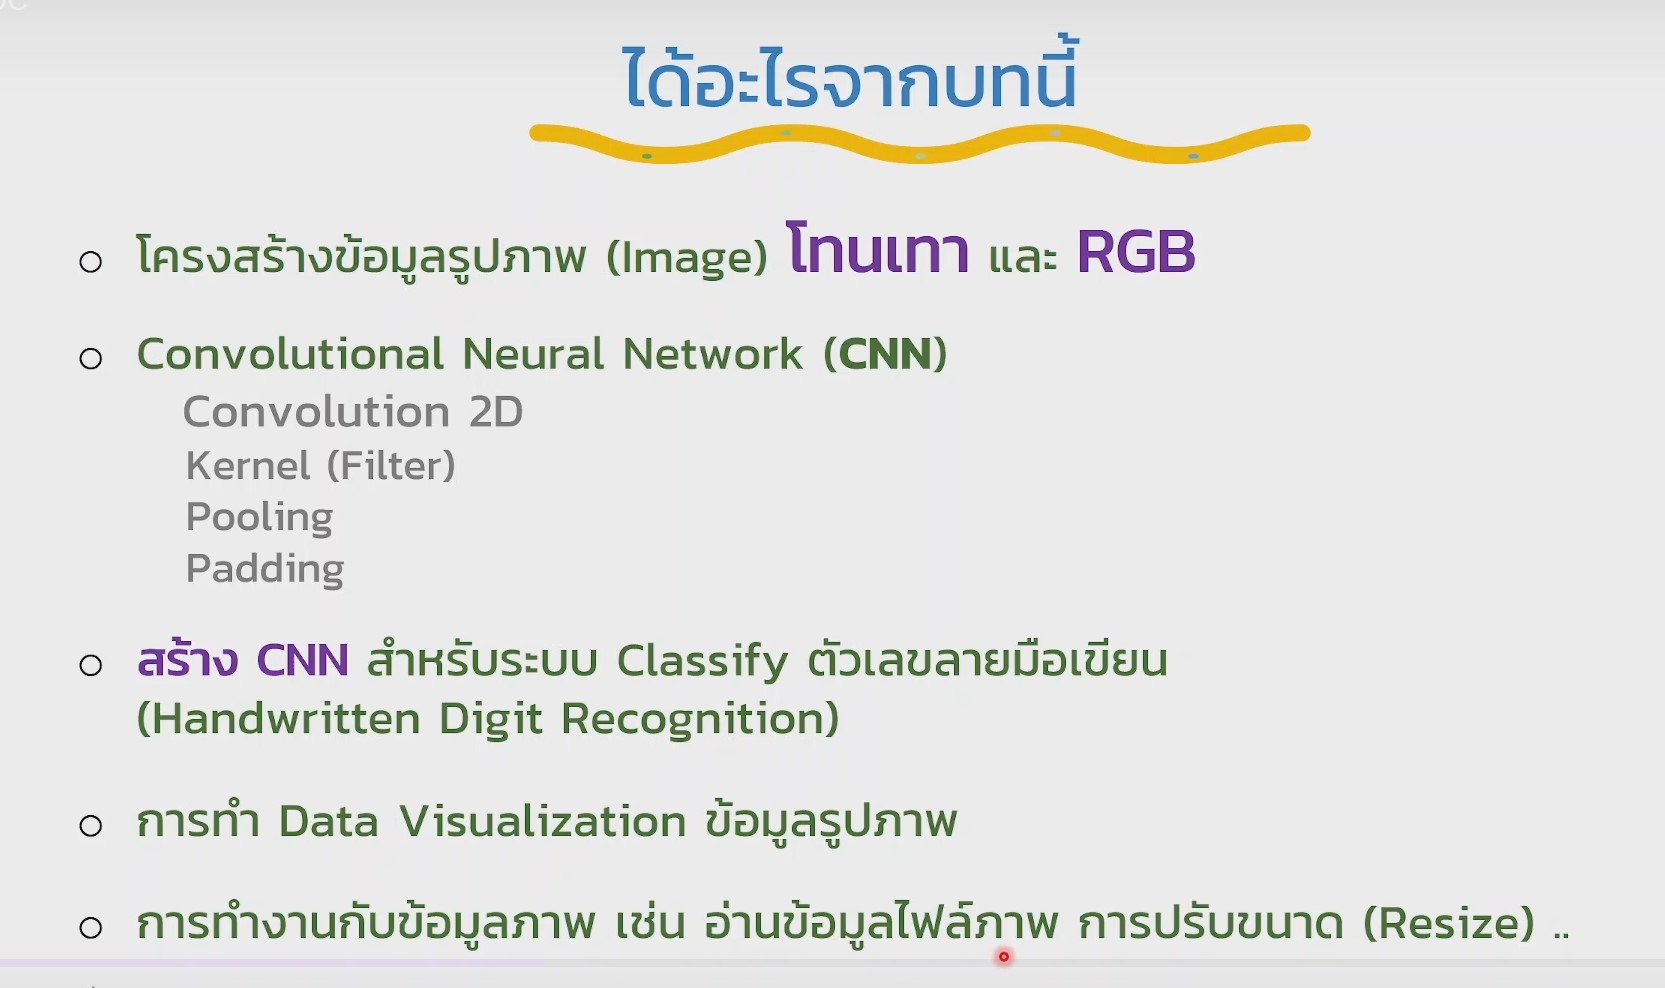 ได้อะไรจากบทนี้
โครงสร้างข้อมูลรูปภาพ (Image) โทนเทา และ RGB
Convolutional Neural Network (CNN)
Convolution 2D
Kernel (Filter)
Pooling
Padding
สร้าง CNN สำหรับระบบ Classify ตัวเลขลายมือเขียน
(Handwritten Digit Recognition)
การทำ Data Visualization ข้อมูลรูปภาพ
การทำงานกับข้อมูลภาพ เช่น อ่านข้อมูลไฟล์ภาพ การปรับขนาด (Resize) ..